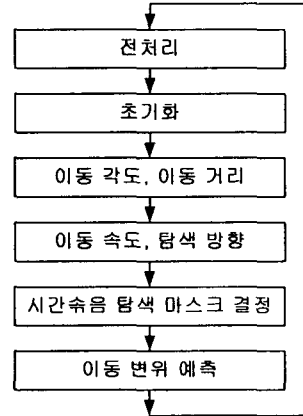 전처리
초기화
이동 각도, 이동 거리
이동 속도, 탐색 방향
시간솎음 탐색 마스크 결정
이동 변위 예측